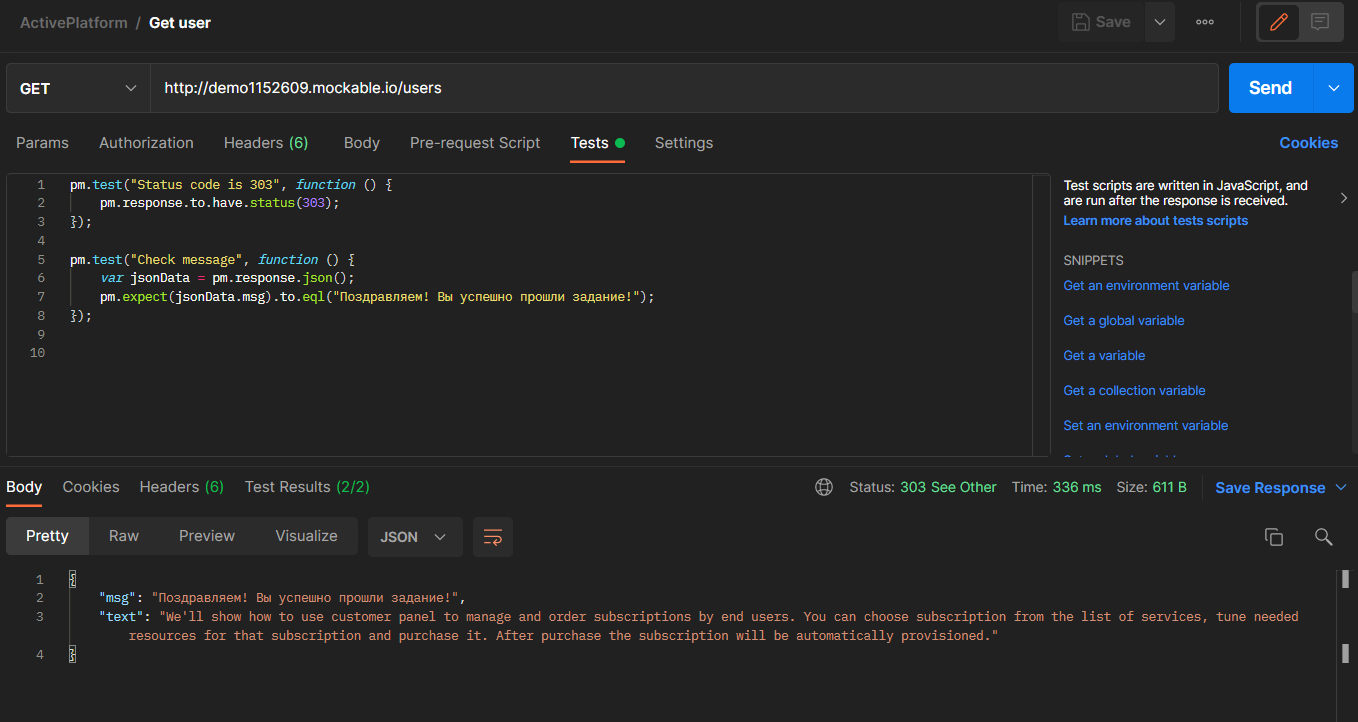 ActivePlatform / Get user
Save
GET http://demo1152609.mockable.io/users Send
Params Authorization Headers (6) Body Pre-request Script Tests Settings Cookies
1 pm.test("Status code is 303", function () {
2 pm.response.to.have.status(303);
3 });
4
5 pm.test("Check message", function () {
6 var jsonData = pm.response.json();
7 pm.expect(jsonData.msg).to.eql("Поздравляем! Вы успешно прошли задание!");
8 });
9
10
Test scripts are written in JavaScript, and
are run after the response is received.
Learn more about tests scripts
SNIPPETS
Get an environment variable
Get a global variable
Get a variable
Get a collection variable
Set an environment variable
Body Cookies Headers (6) Test Results (2/2) Status: 303 See Other Time: 336 ms Size: 611 B Save Response
Pretty Raw Preview Visualize JSON
1 {
2 "msg": "Поздравляем! Вы успешно прошли задание!",
3 "text": "We'll show how to use customer panel to manage and order subscriptions by end users. You can choose subscription from the list of services, tune needed
resources for that subscription and purchase it. After purchase the subscription will be automatically provisioned."
4 }